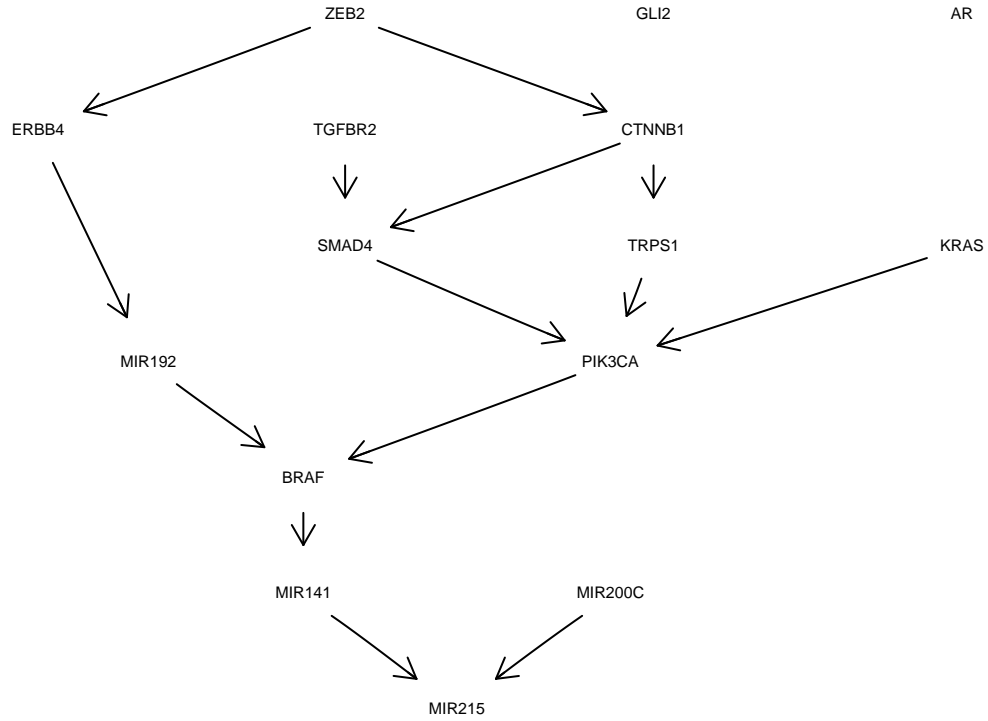 ZEB2
GLI2
AR
ERBB4
TGFBR2
CTNNB1
SMAD4
TRPS1
KRAS
MIR192
PIK3CA
BRAF
MIR141
MIR200C
MIR215